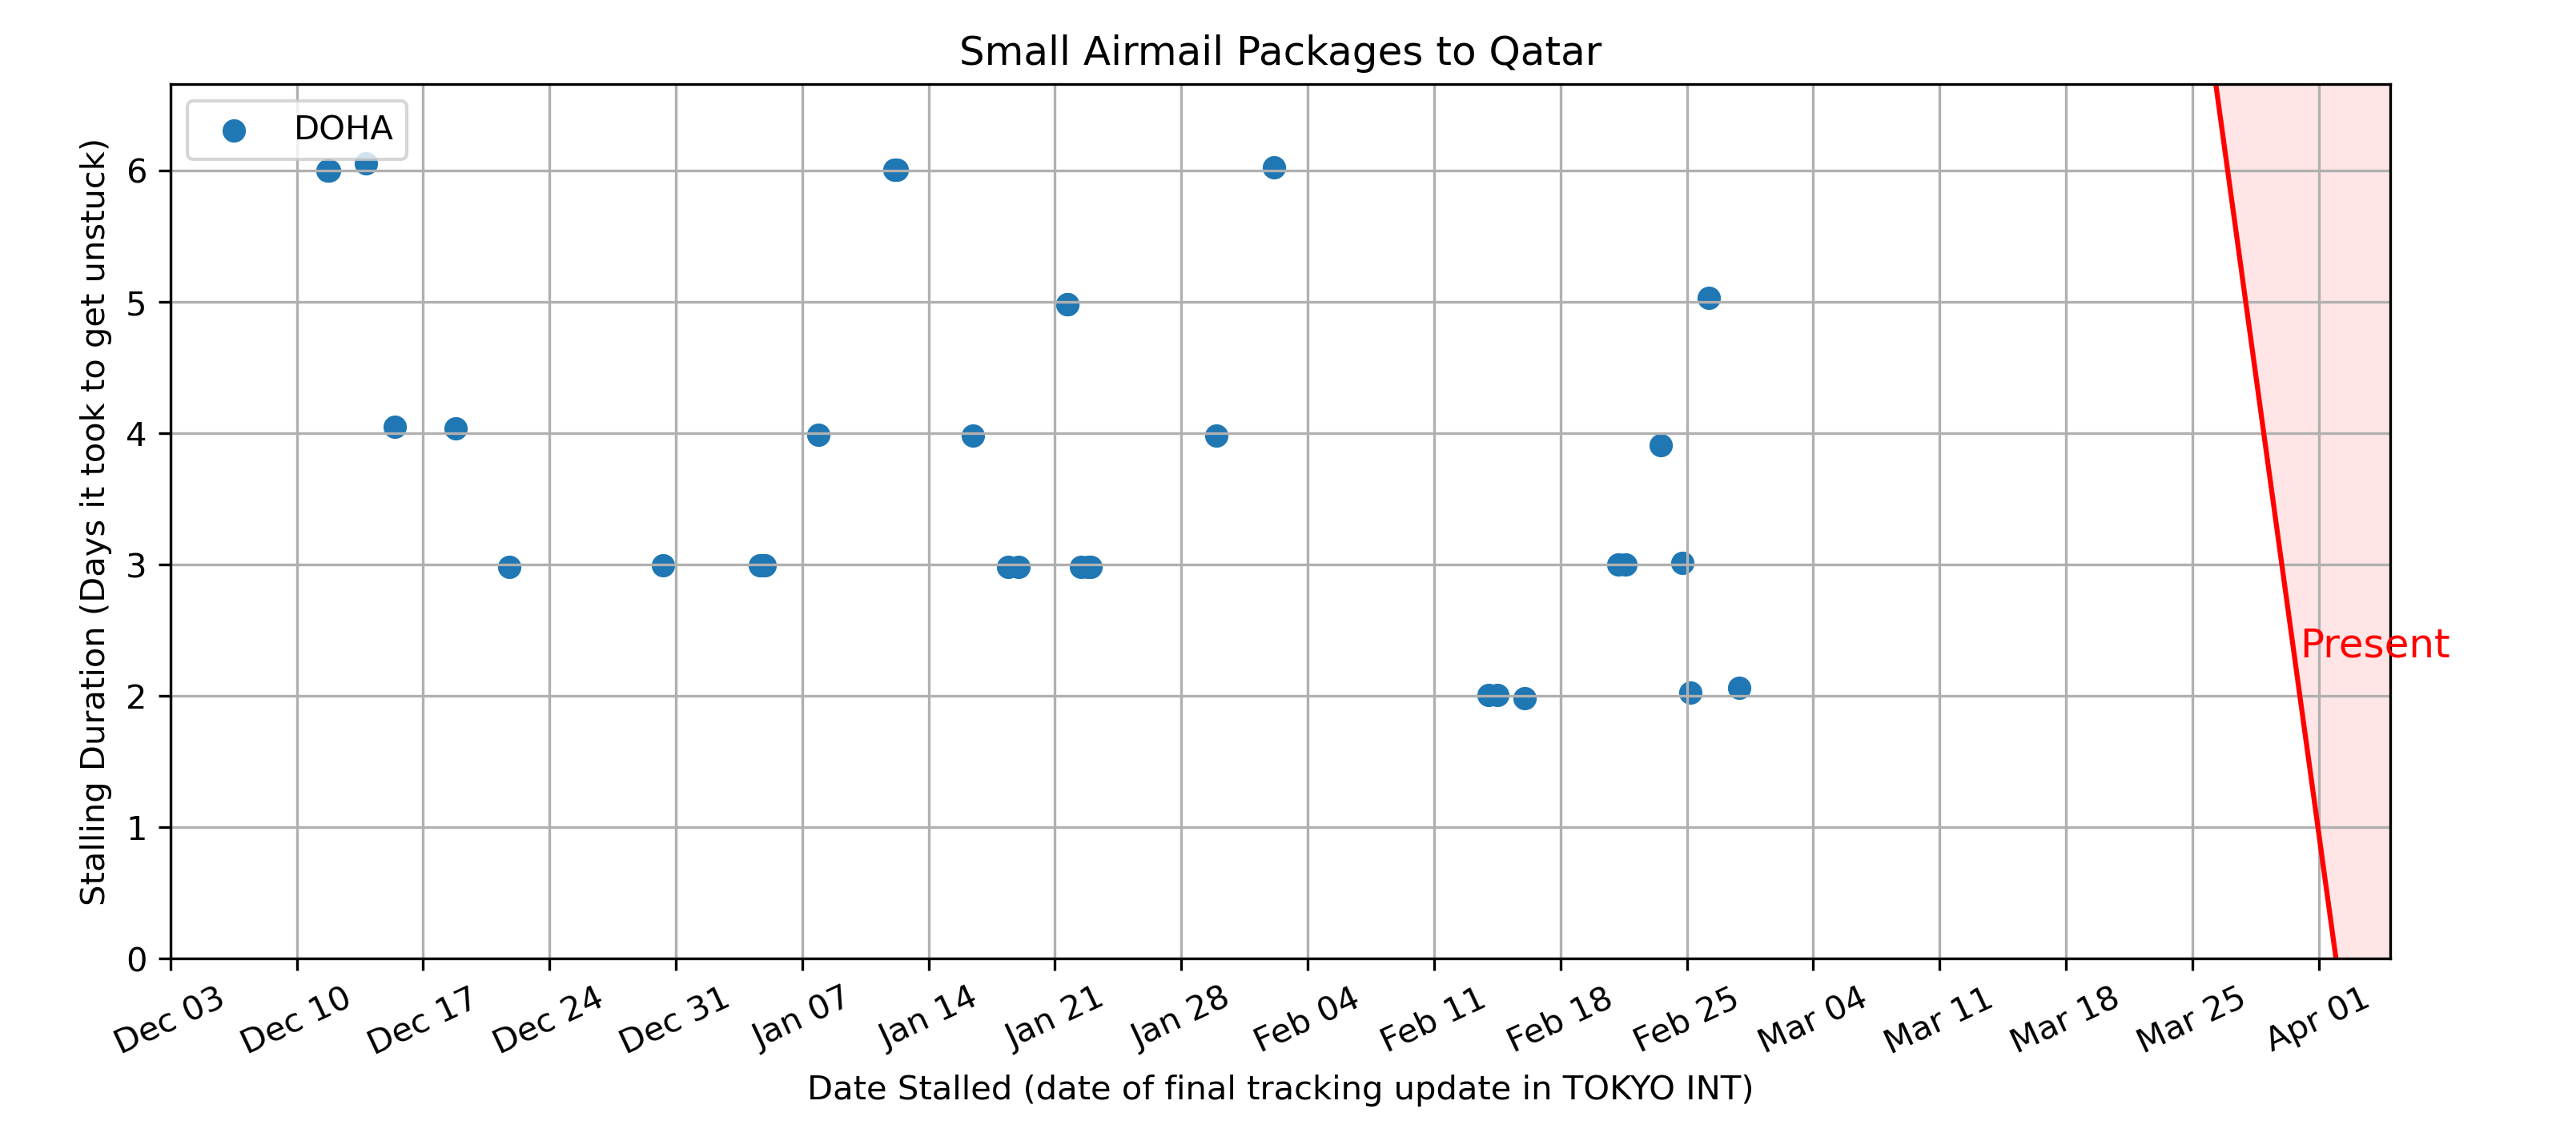 Small Airmail Packages to Qatar
DOHA
Stalling Duration (Days it took to get unstuck)
6
5
4
3
2
1
0
Present
Dec 03
Dec 10
Dec 17
Dec 24
Dec 31
Jan 07
Jan 14
Jan 21
Jan 28
Feb 04
Feb 11
Feb 18
Feb 25
Mar 04
Mar 11
Mar 18
Mar 25
Apr 01
Date Stalled (date of final tracking update in TOKYO INT)